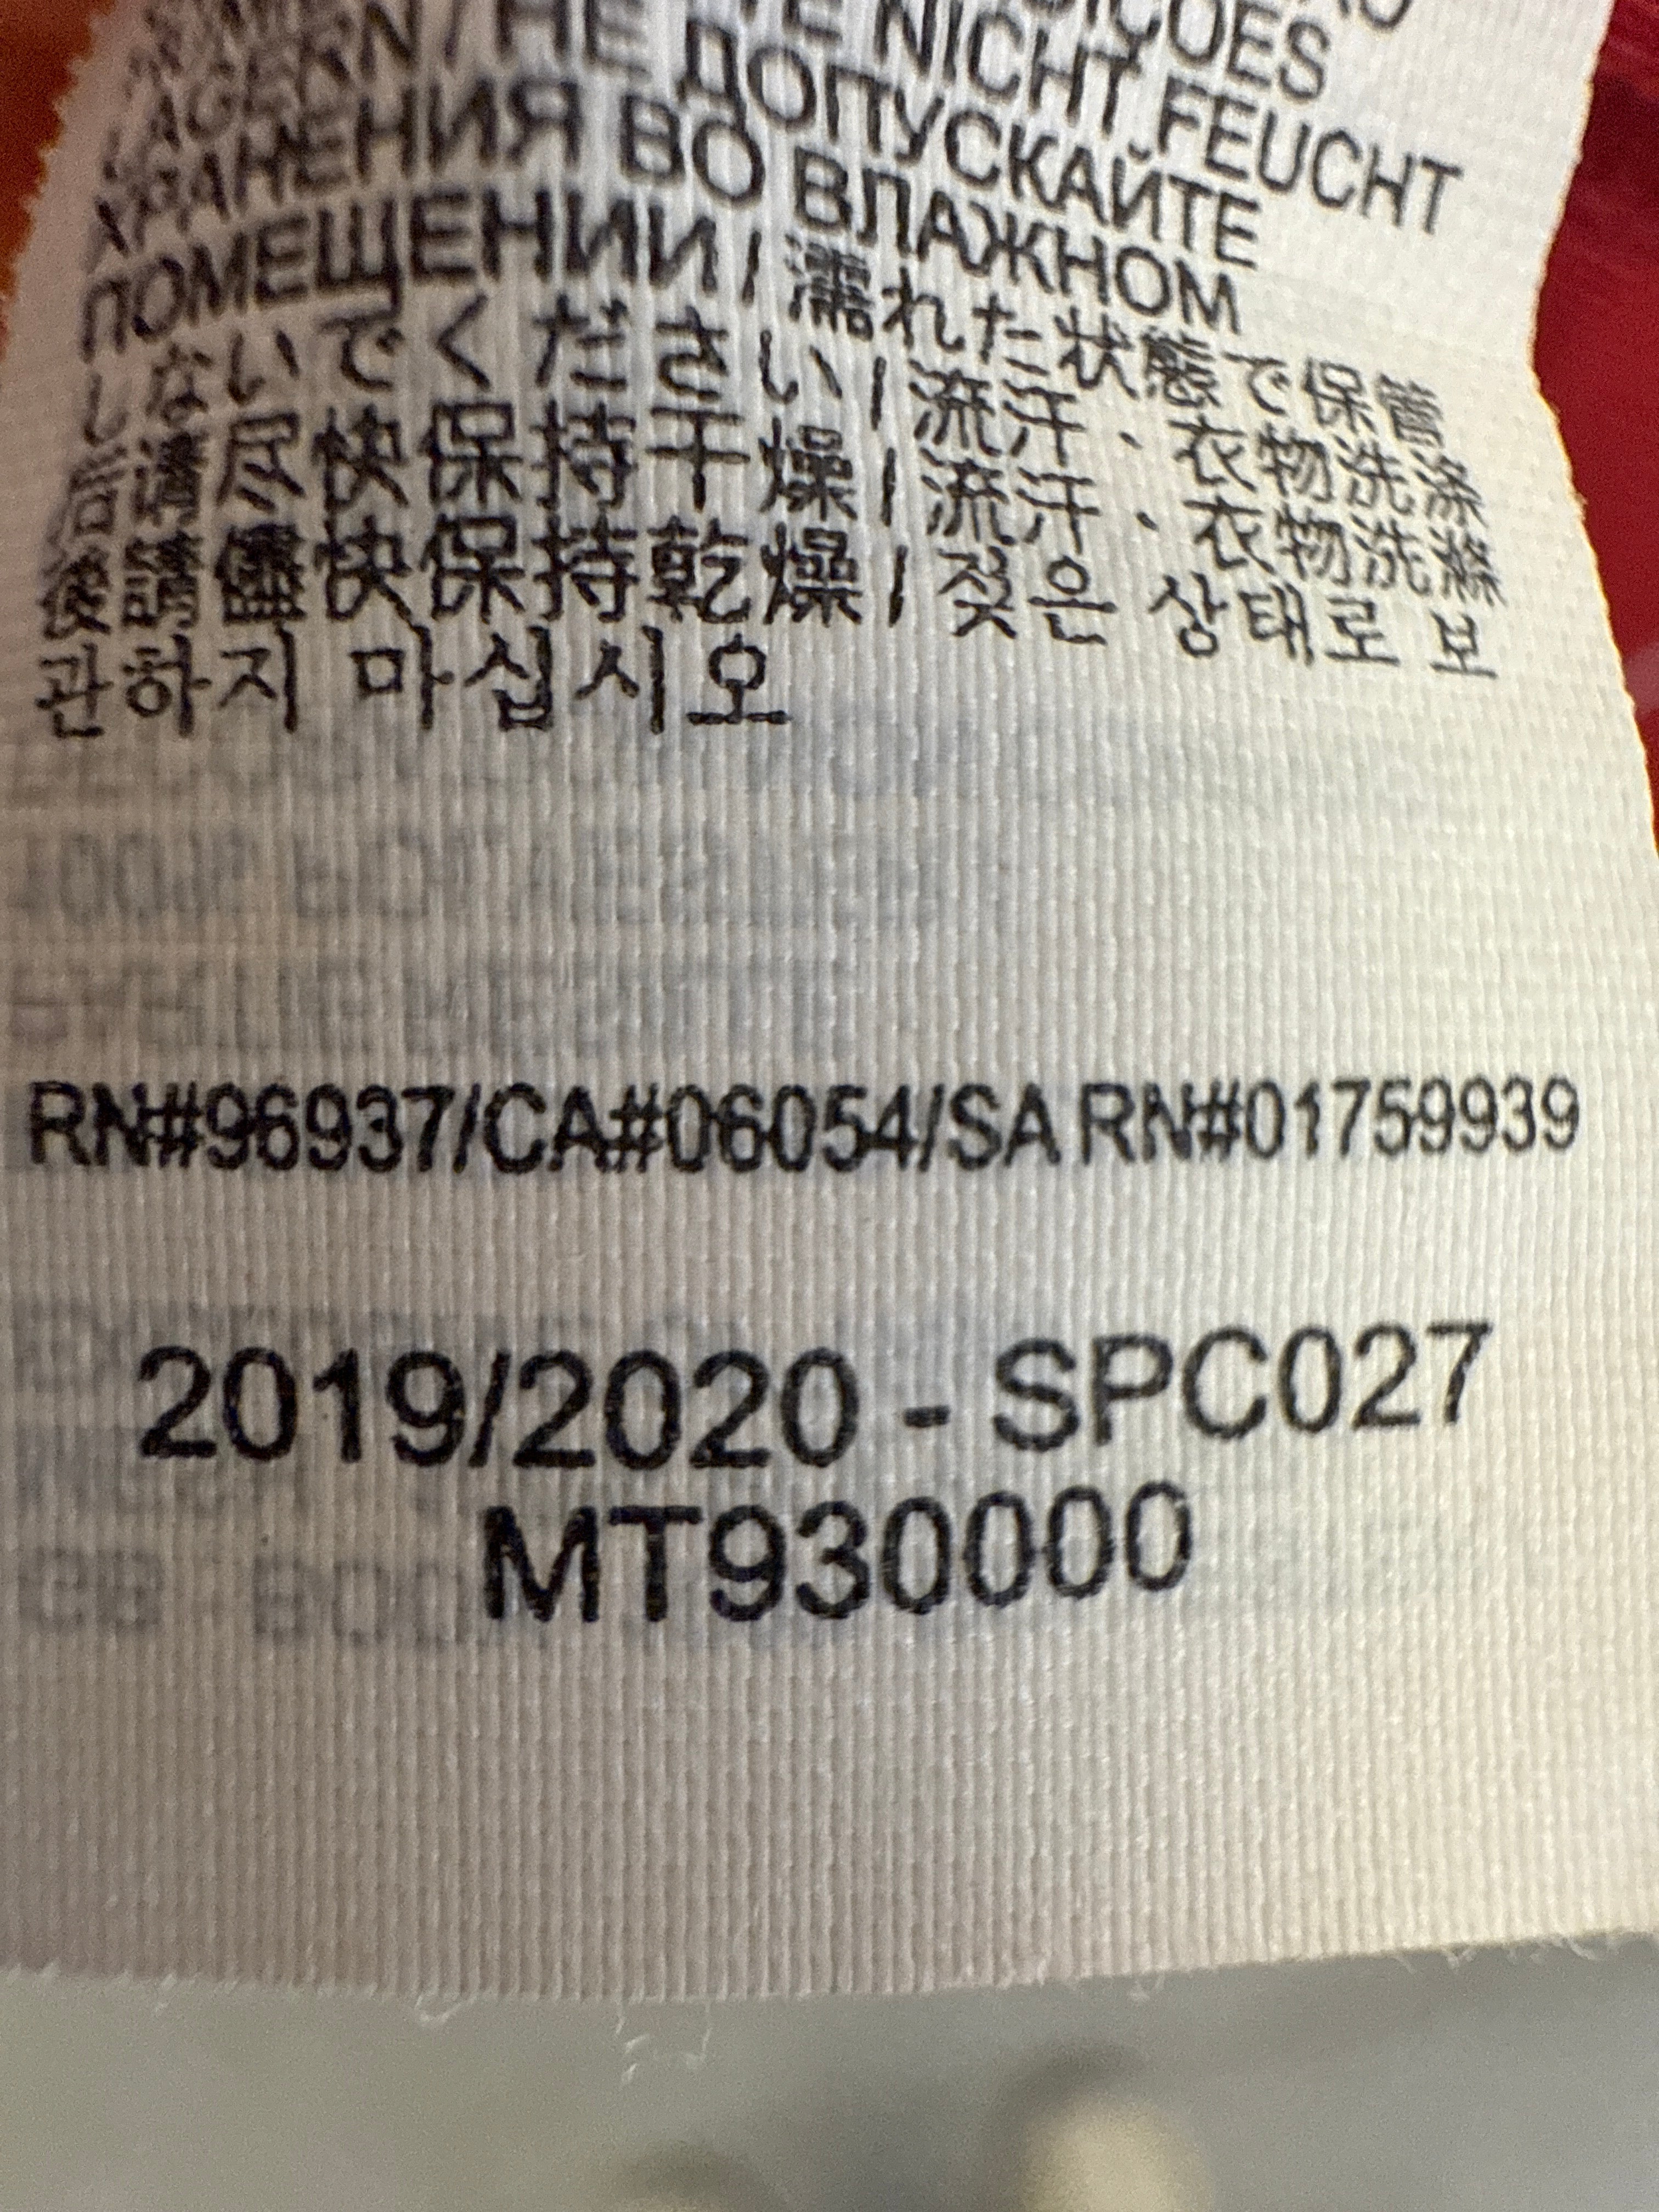 NICHT FEUCHT
LAGERN / НЕ ДОПУСКАЙТЕ
ХРАНЕНИЯ ВО ВЛАЖНОМ
ПОМЕЩЕНИИ / 濡れた状態で保管
しないでください / 流汗、衣物洗涤
后請尽快保持干燥 / 流汗、衣物洗滌
後請儘快保持乾燥 / 젖은 상태로 보
관하지 마십시오
RN#96937/CA#06054/SA RN#01759939
2019/2020 - SPC027
MT930000